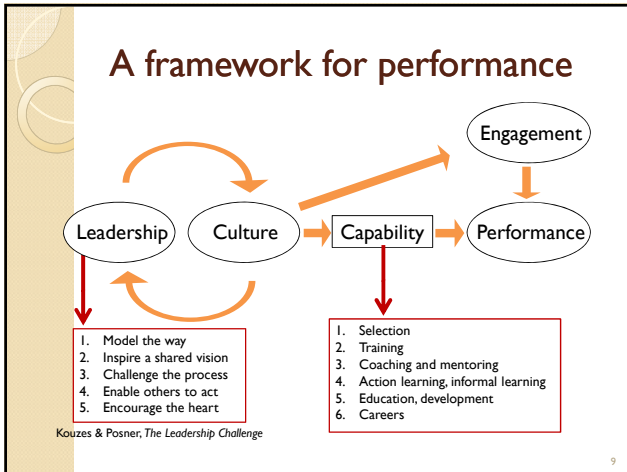 A framework for performance
Engagement
Leadership
Culture
Capability
Performance
1. Model the way
2. Inspire a shared vision
3. Challenge the process
4. Enable others to act
5. Encourage the heart
Kouzes & Posner, The Leadership Challenge
1. Selection
2. Training
3. Coaching and mentoring
4. Action learning, informal learning
5. Education, development
6. Careers
9